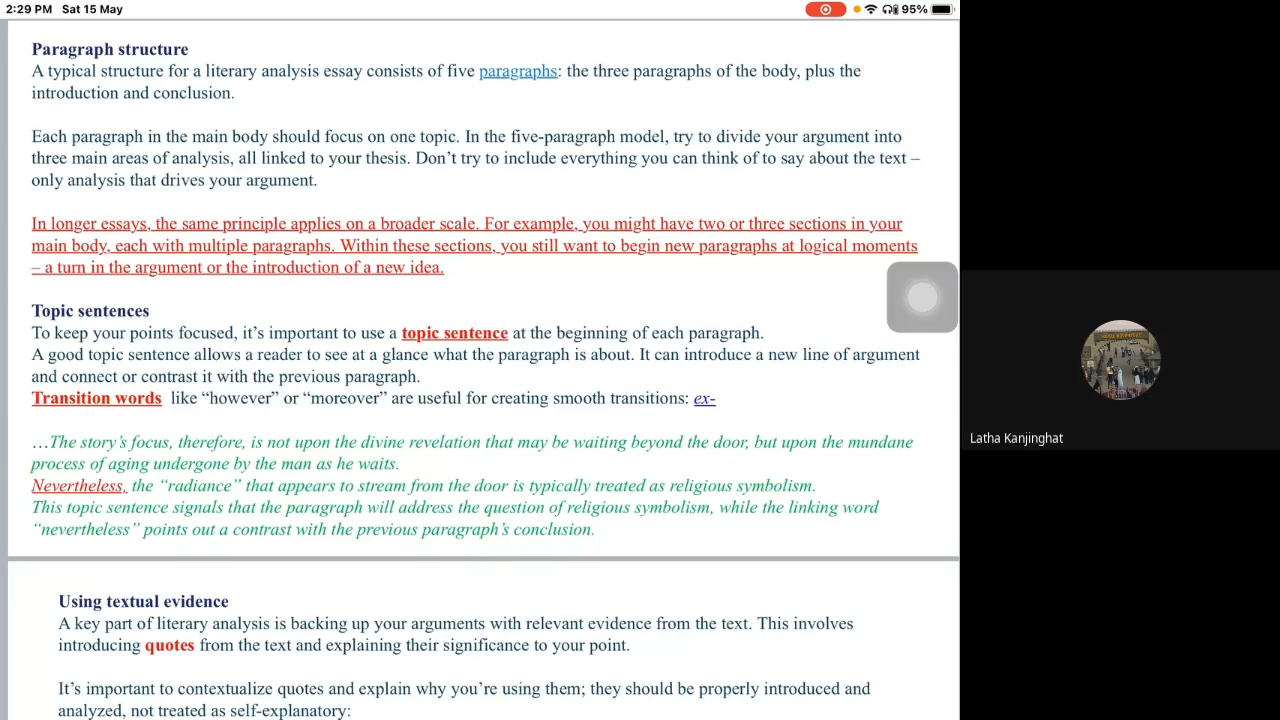 2:29 PM Sat 15 May
95%
Paragraph structure
A typical structure for a literary analysis essay consists of five paragraphs: the three paragraphs of the body, plus the
introduction and conclusion.
Each paragraph in the main body should focus on one topic. In the five-paragraph model, try to divide your argument into
three main areas of analysis, all linked to your thesis. Don’t try to include everything you can think of to say about the text –
only analysis that drives your argument.
In longer essays, the same principle applies on a broader scale. For example, you might have two or three sections in your
main body, each with multiple paragraphs. Within these sections, you still want to begin new paragraphs at logical moments
– a turn in the argument or the introduction of a new idea.
Topic sentences
To keep your points focused, it’s important to use a topic sentence at the beginning of each paragraph.
A good topic sentence allows a reader to see at a glance what the paragraph is about. It can introduce a new line of argument
and connect or contrast it with the previous paragraph.
Transition words like “however” or “moreover” are useful for creating smooth transitions: ex-
…The story’s focus, therefore, is not upon the divine revelation that may be waiting beyond the door, but upon the mundane
process of aging undergone by the man as he waits.
Nevertheless, the “radiance” that appears to stream from the door is typically treated as religious symbolism.
This topic sentence signals that the paragraph will address the question of religious symbolism, while the linking word
“nevertheless” points out a contrast with the previous paragraph’s conclusion.
Using textual evidence
A key part of literary analysis is backing up your arguments with relevant evidence from the text. This involves
introducing quotes from the text and explaining their significance to your point.
It’s important to contextualize quotes and explain why you’re using them; they should be properly introduced and
analyzed, not treated as self-explanatory:
Latha Kanjinghat